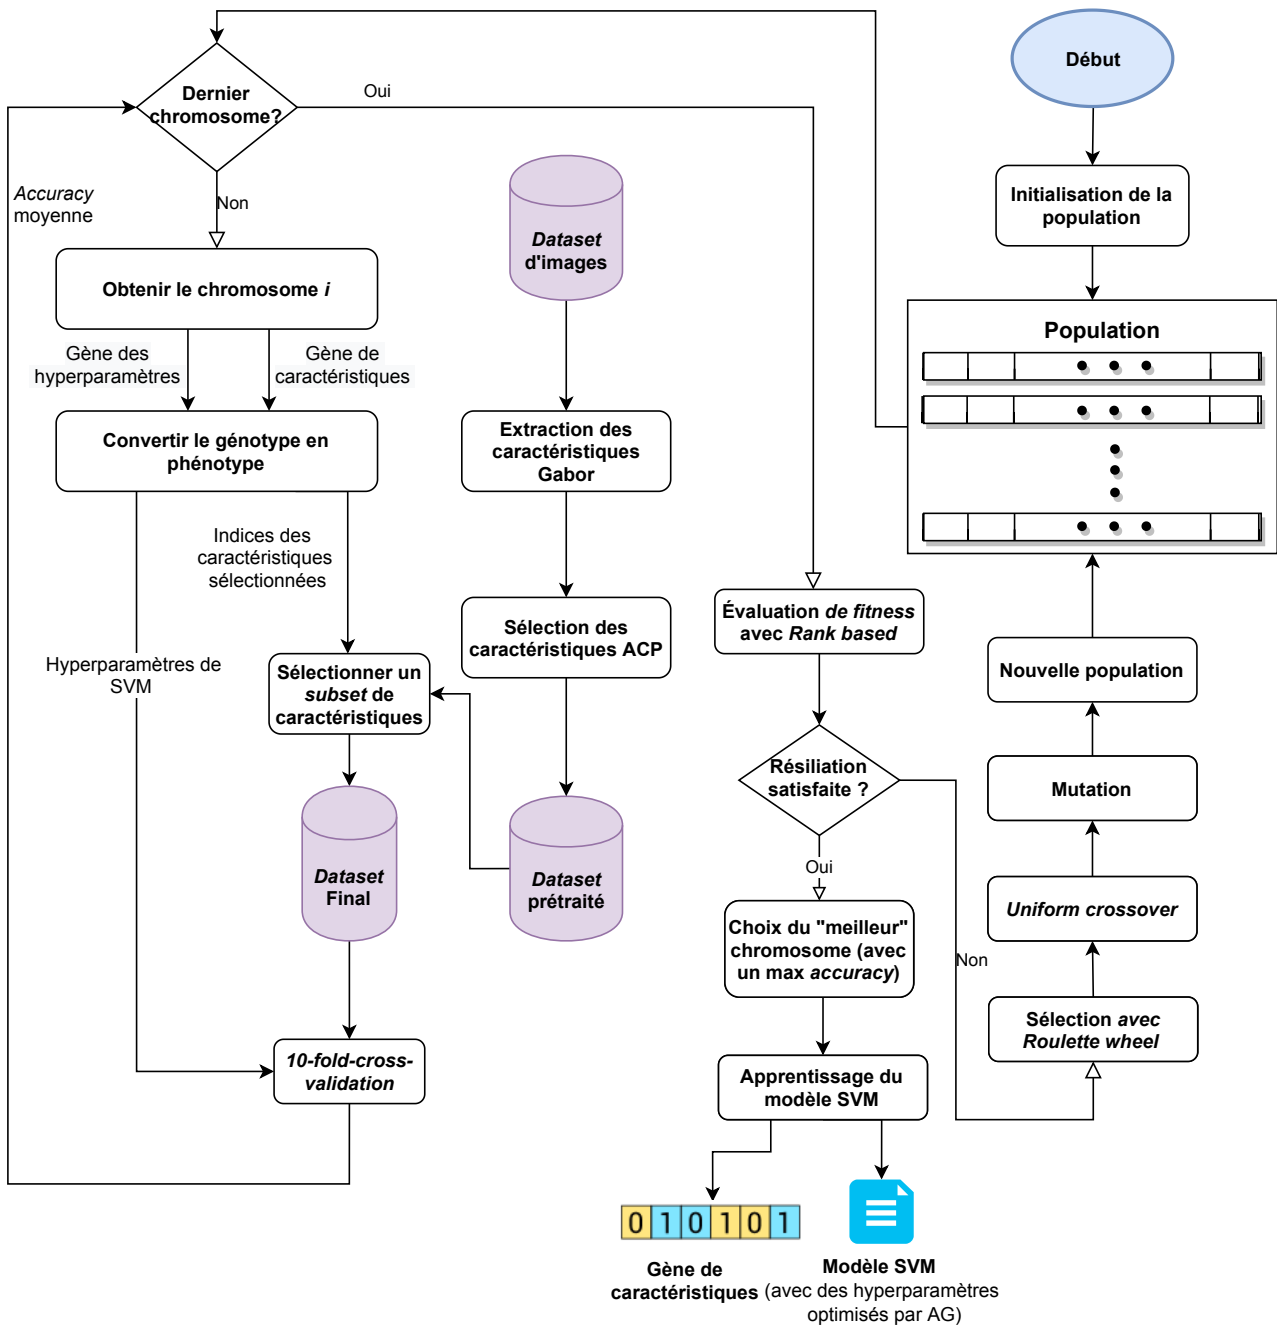 Début
Initialisation de la
population
Population
Dernier
chromosome?
Oui
Non
Accuracy
moyenne
Obtenir le chromosome i
Gène des
hyperparamètres
Gène de
caractéristiques
Convertir le génotype en
phénotype
Indices des
caractéristiques
sélectionnées
Hyperparamètres de
SVM
Sélectionner un
subset de
caractéristiques
Dataset
Final
10-fold-cross-
validation
Dataset
d'images
Extraction des
caractéristiques
Gabor
Sélection des
caractéristiques ACP
Dataset
prétraité
Évaluation de fitness
avec Rank based
Résiliation
satisfaite ?
Oui
Non
Choix du "meilleur"
chromosome (avec
un max accuracy)
Apprentissage du
modèle SVM
0 1 0 1 0 1
Gène de
caractéristiques
Modèle SVM
(avec des hyperparamètres
optimisés par AG)
Nouvelle population
Mutation
Uniform crossover
Sélection avec
Roulette wheel